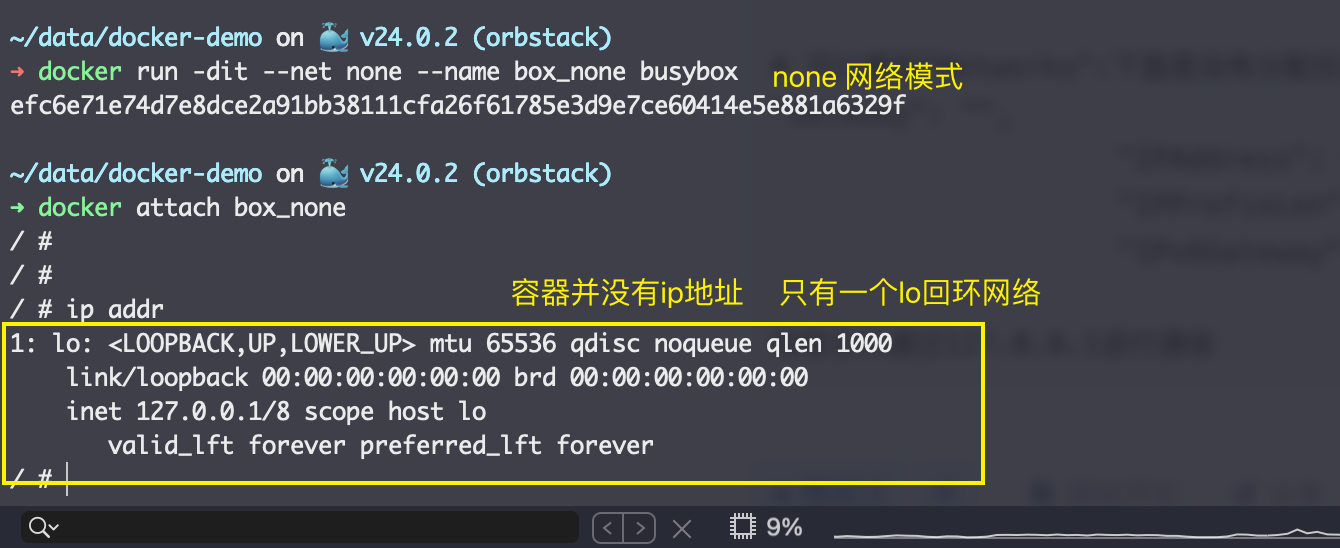 ~/data/docker-demo on 🐳 v24.0.2 (orbstack)
➜ docker run -dit --net none --name box_none busybox
none 网络模式
efc6e71e74d7e8dce2a91bb38111cfa26f61785e3d9e7ce60414e5e881a6329f
~/data/docker-demo on 🐳 v24.0.2 (orbstack)
➜ docker attach box_none
/ #
/ #
容器并没有ip地址 只有一个lo回环网络
/ # ip addr
1: lo: <LOOPBACK,UP,LOWER_UP> mtu 65536 qdisc noqueue qlen 1000
link/loopback 00:00:00:00:00:00 brd 00:00:00:00:00:00
inet 127.0.0.1/8 scope host lo
valid_lft forever preferred_lft forever
/ #
9%